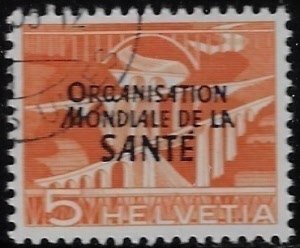 ORGANISATION
MONDIALE DE LA
SANTÉ
5 HELVETIA